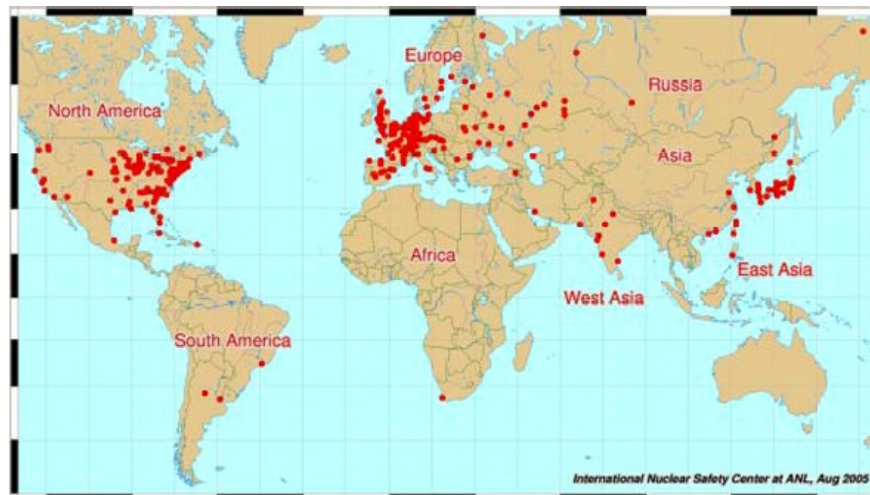 Europe
Russia
North America
Asia
Africa
East Asia
West Asia
South America
International Nuclear Safety Center at ANL, Aug 2005